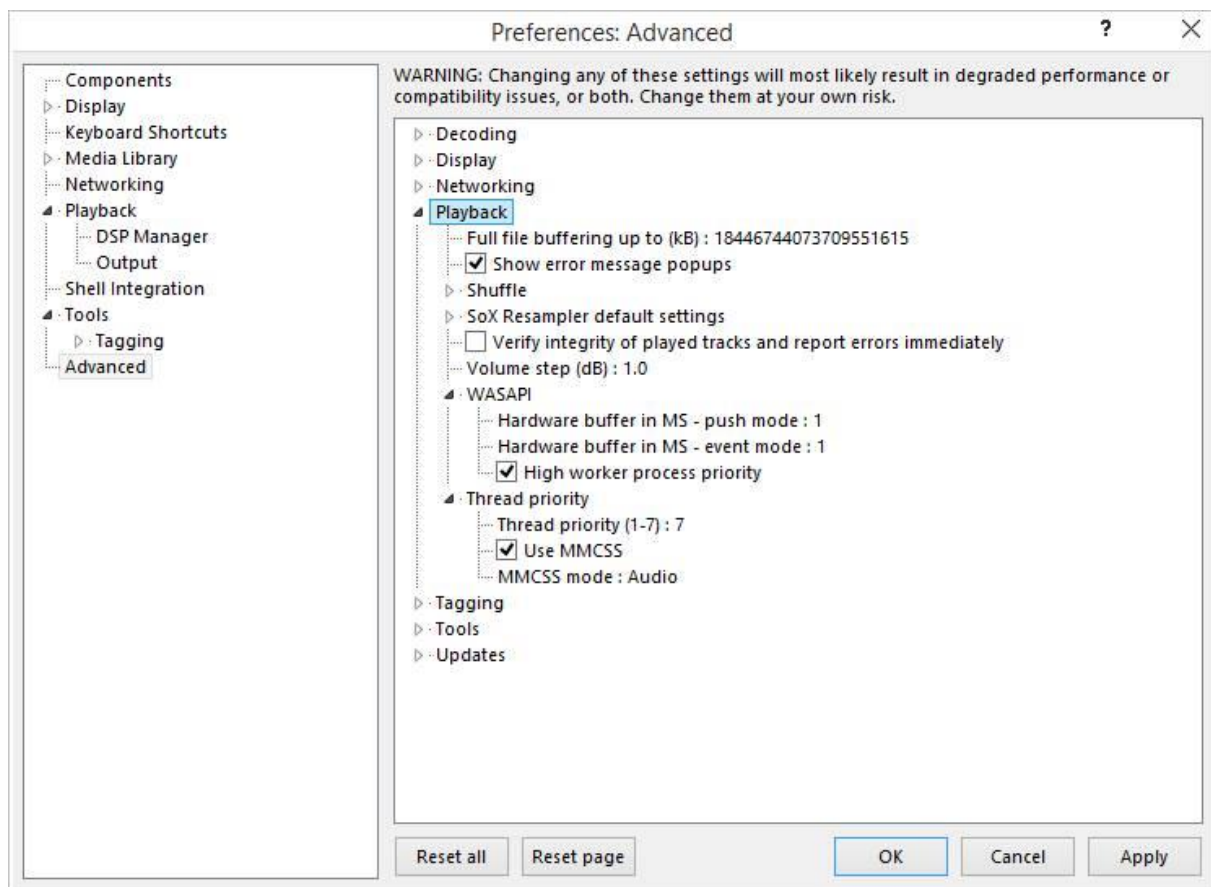 Preferences: Advanced
?
Components
Display
Keyboard Shortcuts
Media Library
Networking
Playback
DSP Manager
Output
Shell Integration
Tools
Tagging
Advanced
WARNING: Changing any of these settings will most likely result in degraded performance or
compatibility issues, or both. Change them at your own risk.
Decoding
Display
Networking
Playback
Full file buffering up to (kB) : 18446744073709551615
Show error message popups
Shuffle
SoX Resampler default settings
Verify integrity of played tracks and report errors immediately
Volume step (dB) : 1.0
WASAPI
Hardware buffer in MS - push mode : 1
Hardware buffer in MS - event mode : 1
High worker process priority
Thread priority
Thread priority (1-7) : 7
Use MMCSS
MMCSS mode : Audio
Tagging
Tools
Updates
Reset all
Reset page
OK
Cancel
Apply